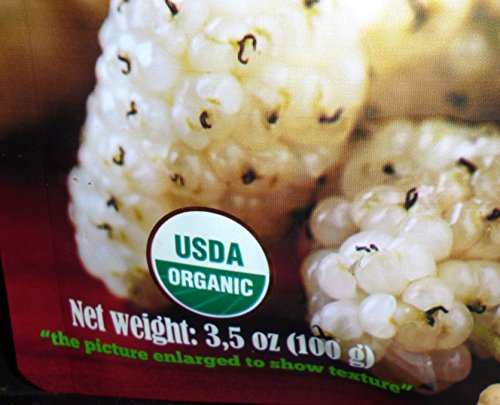 USDA
ORGANIC
Net Weight: 3,5 oz (100 g)
"the picture enlarged to show texture"